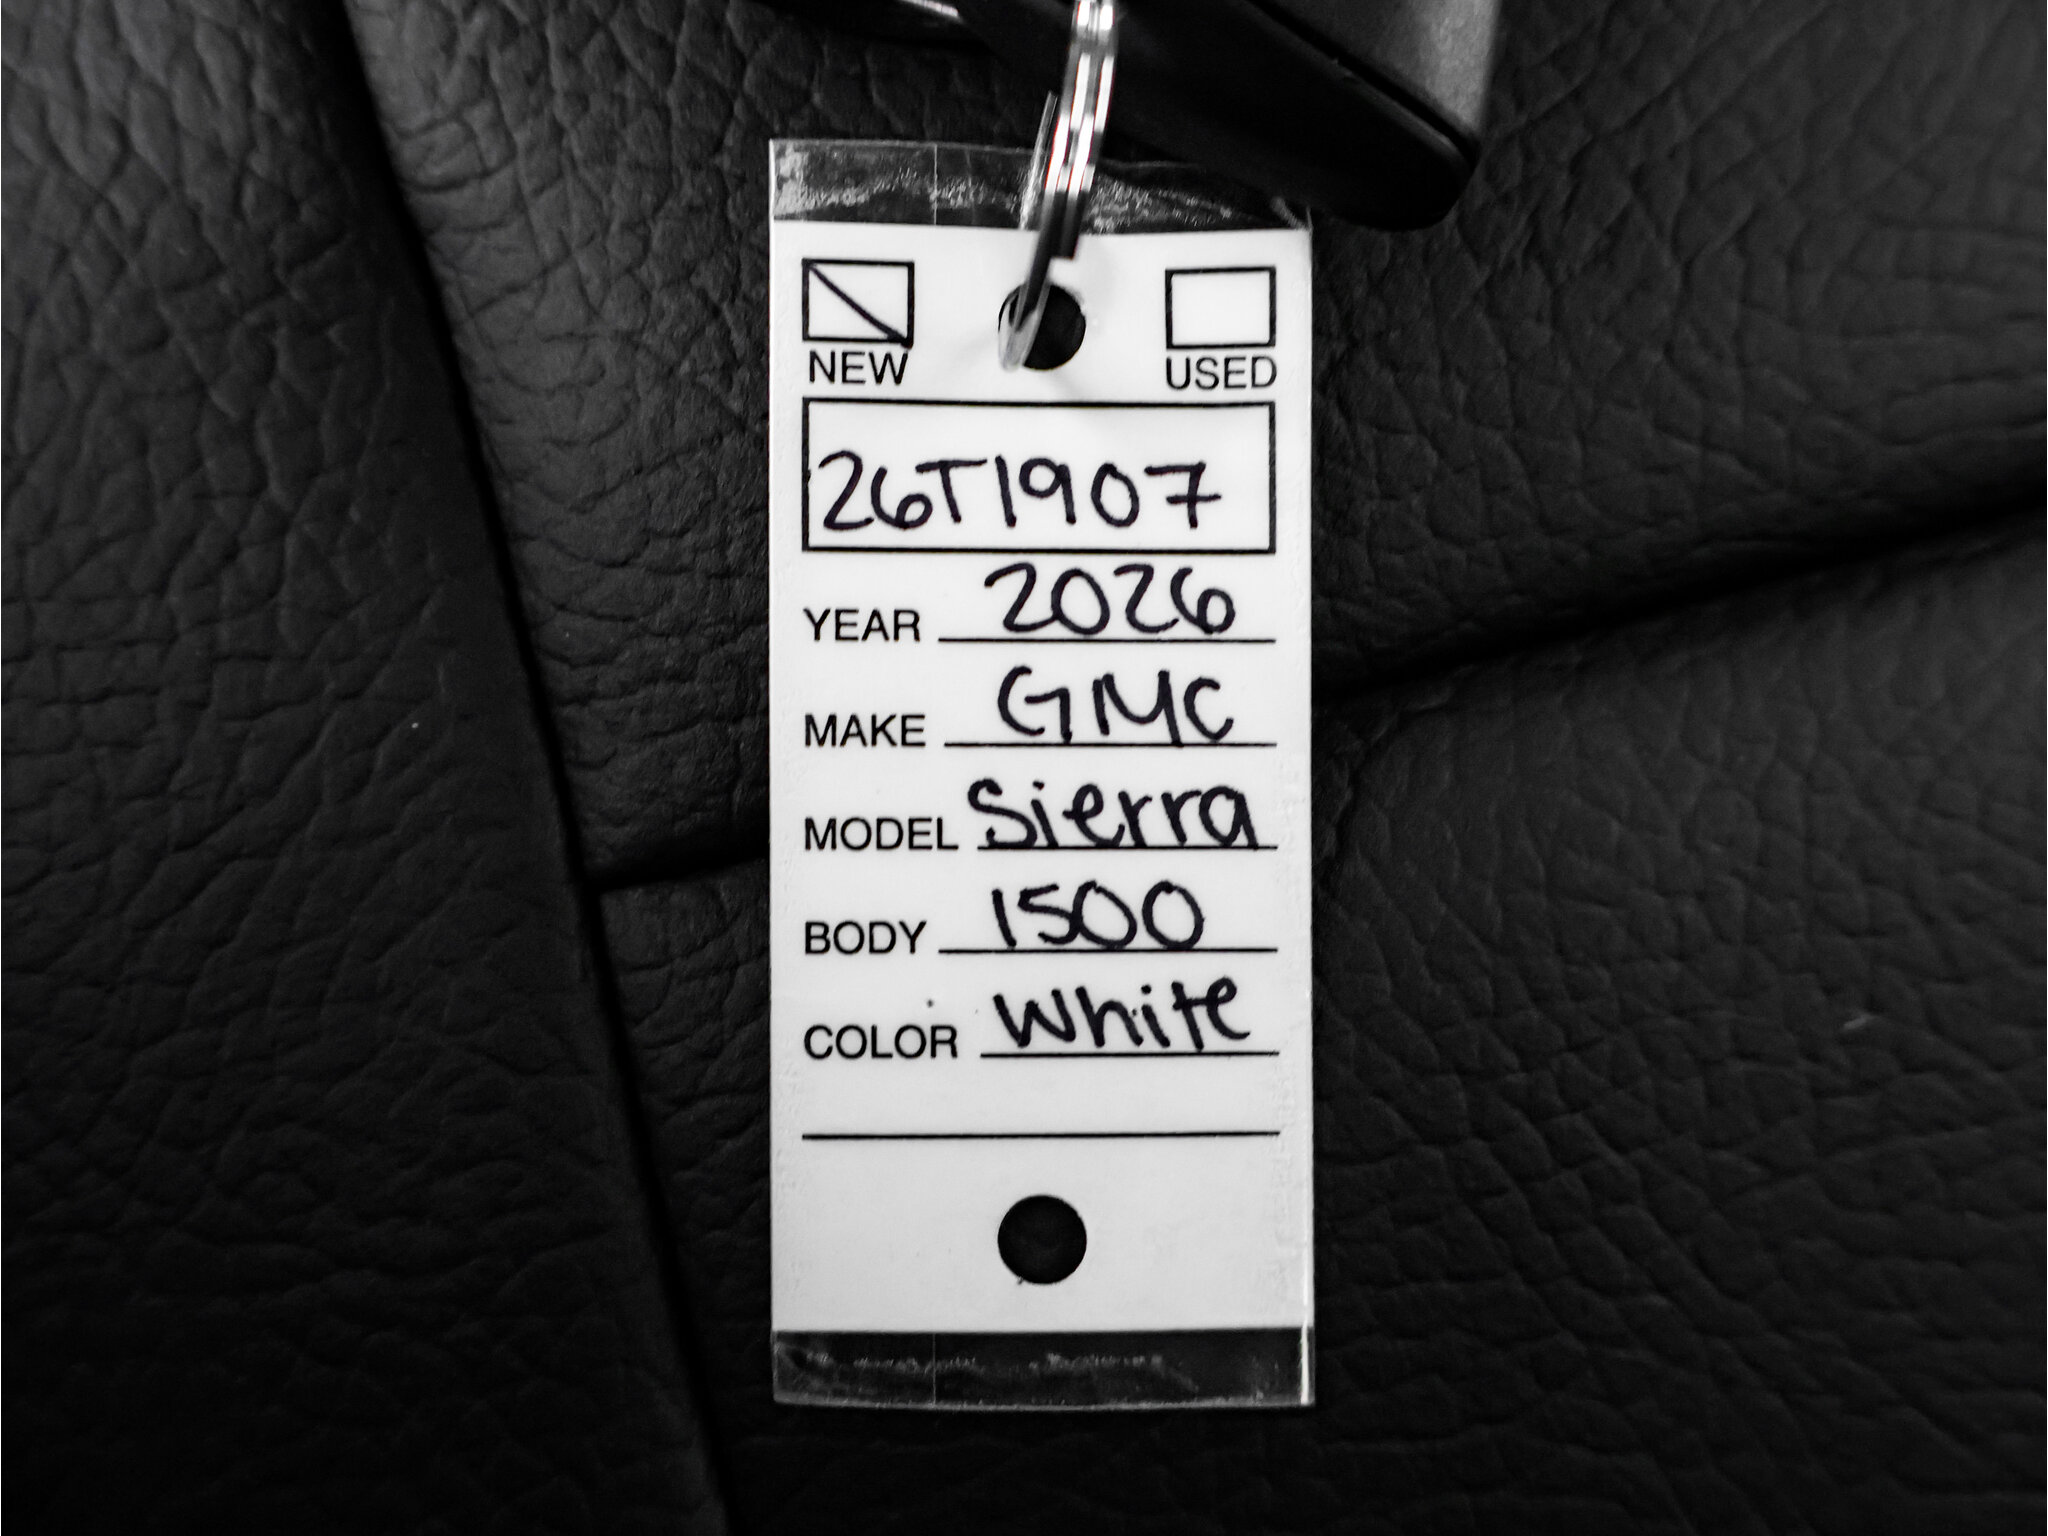 NEW USED
26T1907
YEAR 2026
MAKE GMC
MODEL Sierra
BODY 1500
COLOR White